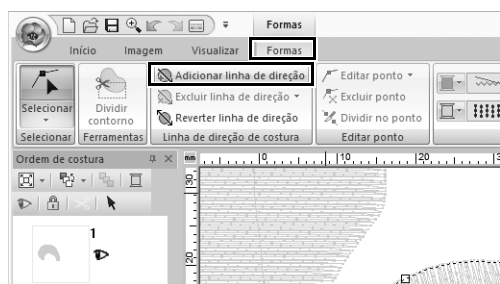 Formas
Início Imagem Visualizar Formas
Selecionar
Dividir contorno
Adicionar linha de direção
Excluir linha de direção
Reverter linha de direção
Editar ponto
Excluir ponto
Dividir no ponto
Selecionar Ferramentas Linha de direção de costura Editar ponto
Ordem de costura
mm 0 10 20 3
30
20
1